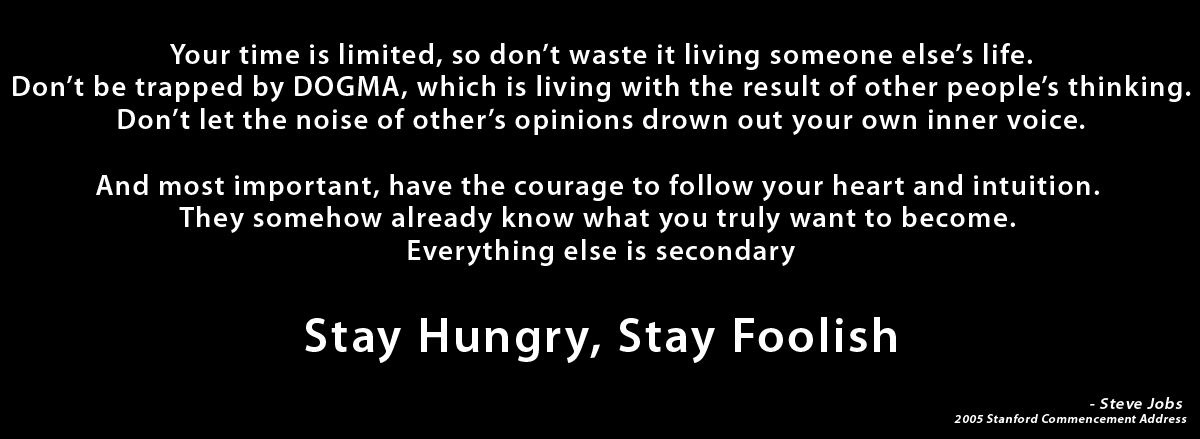 Your time is limited, so don’t waste it living someone else’s life.
Don’t be trapped by DOGMA, which is living with the result of other people’s thinking.
Don’t let the noise of other’s opinions drown out your own inner voice.
And most important, have the courage to follow your heart and intuition.
They somehow already know what you truly want to become.
Everything else is secondary
Stay Hungry, Stay Foolish
- Steve Jobs
2005 Stanford Commencement Address